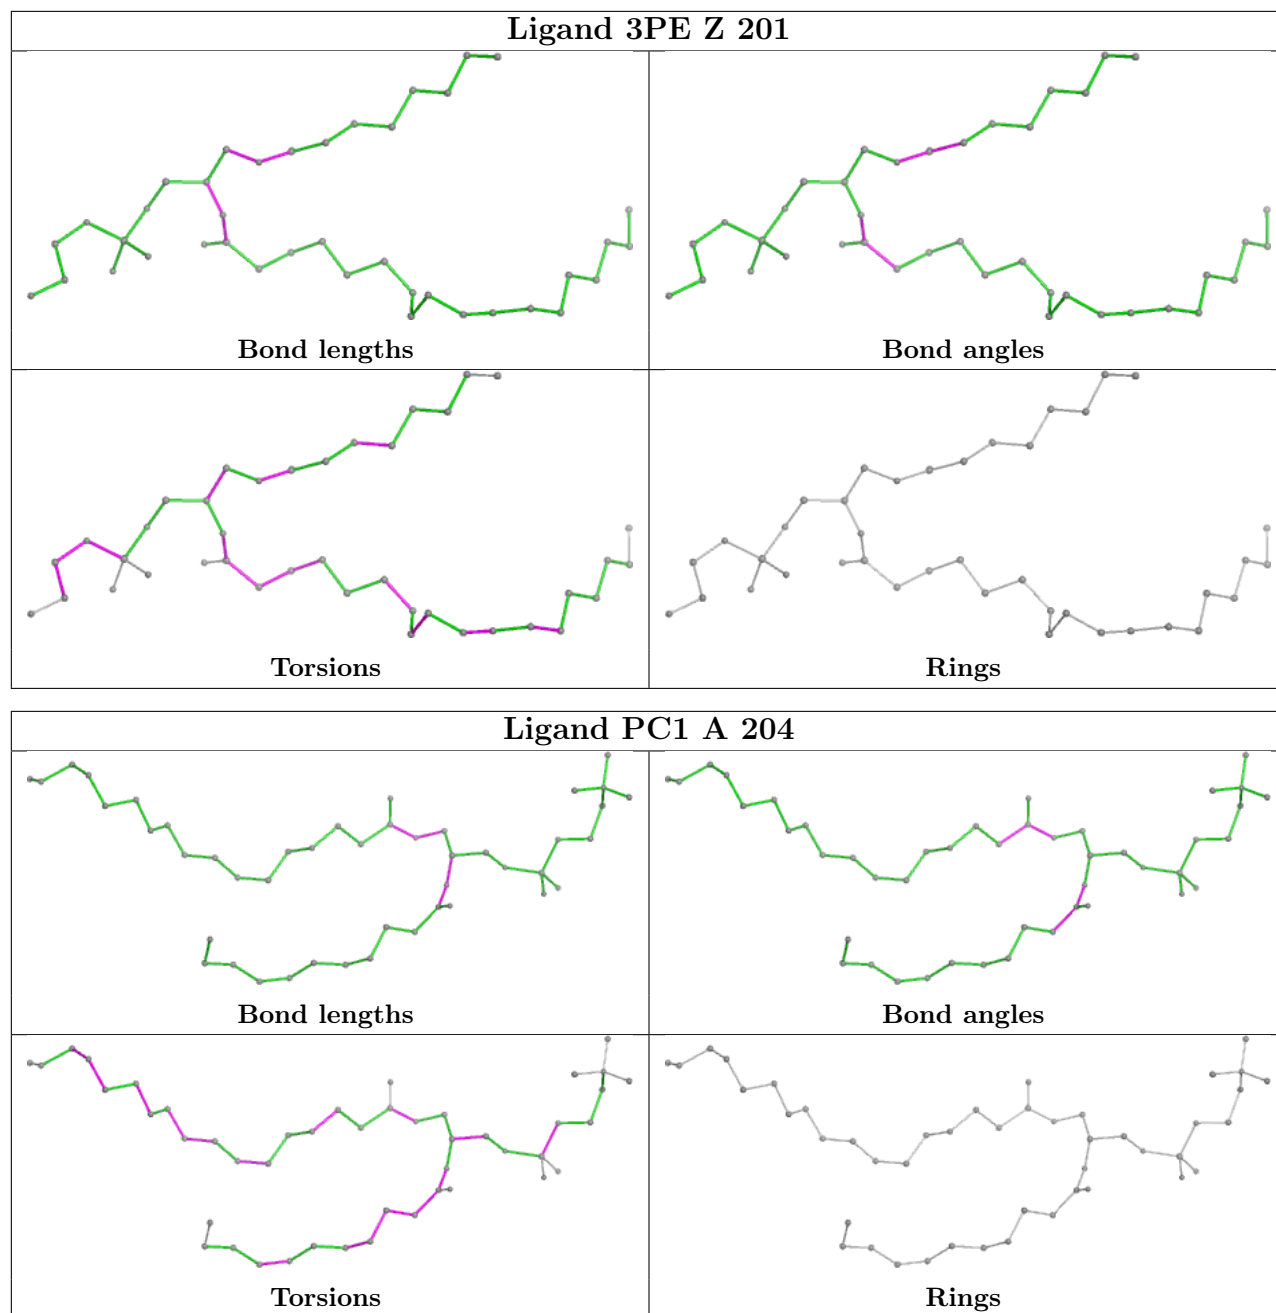 Ligand 3PE Z 201
Bond lengths
Bond angles
Torsions
Rings
Ligand PC1 A 204
Bond lengths
Bond angles
Torsions
Rings